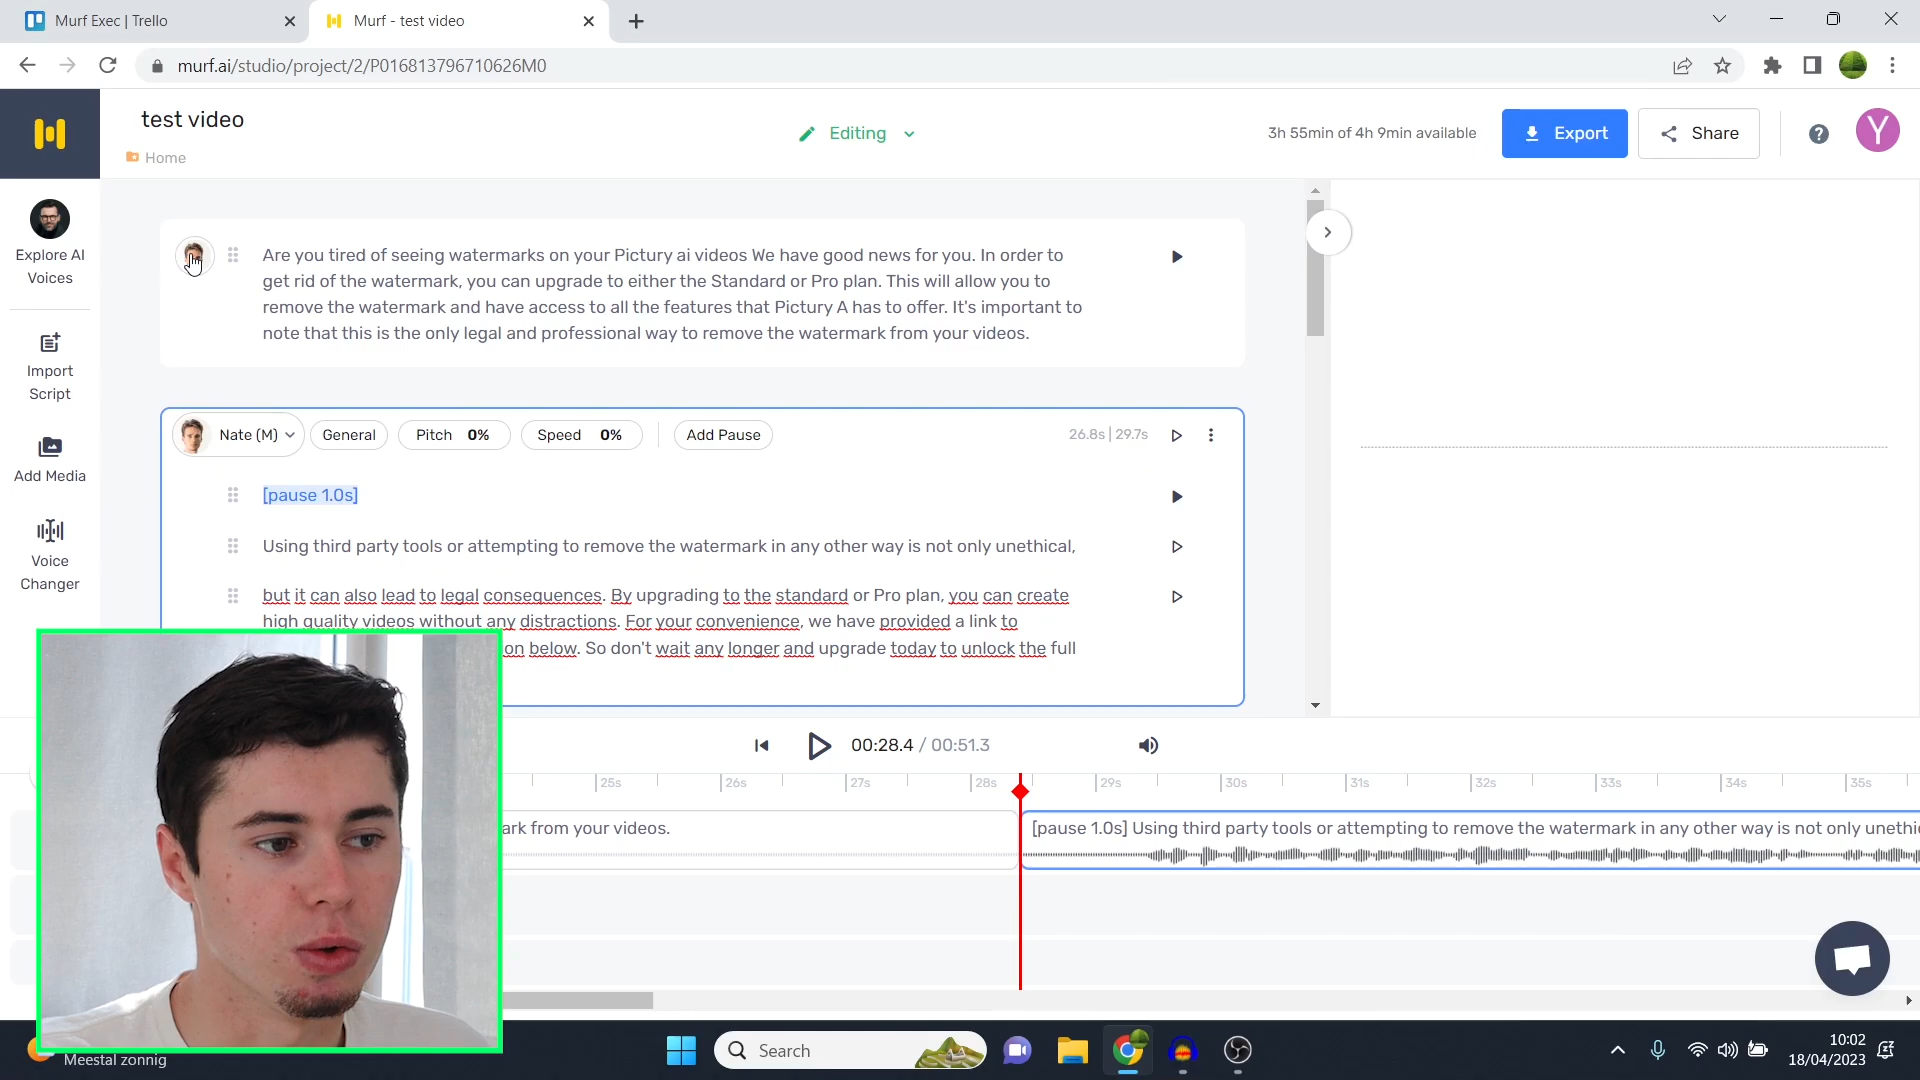 Murf Exec | Trello
Murf - test video
murf.ai/studio/project/2/P016813796710626M0
test video
Home
Editing
3h 55min of 4h 9min available
Export
Share
Y
Explore AI
Voices
Import
Script
Add Media
Voice
Changer
Are you tired of seeing watermarks on your Pictury ai videos We have good news for you. In order to
get rid of the watermark, you can upgrade to either the Standard or Pro plan. This will allow you to
remove the watermark and have access to all the features that Pictury A has to offer. It's important to
note that this is the only legal and professional way to remove the watermark from your videos.
Nate (M)
General
Pitch 0%
Speed 0%
Add Pause
26.8s | 29.7s
[pause 1.0s]
Using third party tools or attempting to remove the watermark in any other way is not only unethical,
but it can also lead to legal consequences. By upgrading to the standard or Pro plan, you can create
high quality videos without any distractions. For your convenience, we have provided a link to
on below. So don't wait any longer and upgrade today to unlock the full
00:28.4 / 00:51.3
25s
26s
27s
28s
29s
30s
31s
32s
33s
34s
35s
ark from your videos.
[pause 1.0s] Using third party tools or attempting to remove the watermark in any other way is not only unethi
Meestal zonnig
Search
10:02
18/04/2023